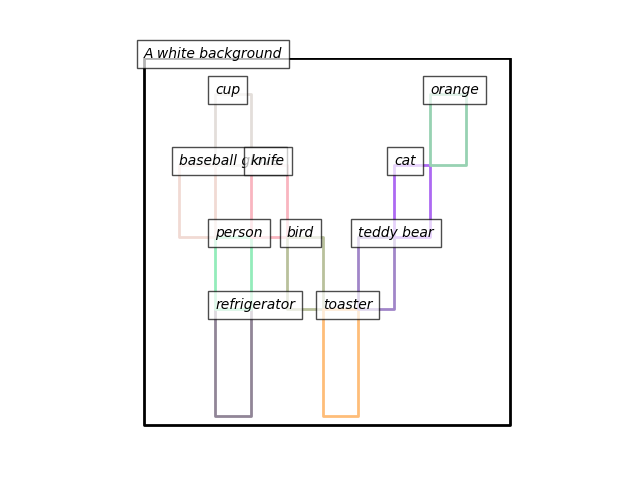 A white background
cup
orange
baseball glove
knife
cat
person
bird
teddy bear
refrigerator
toaster